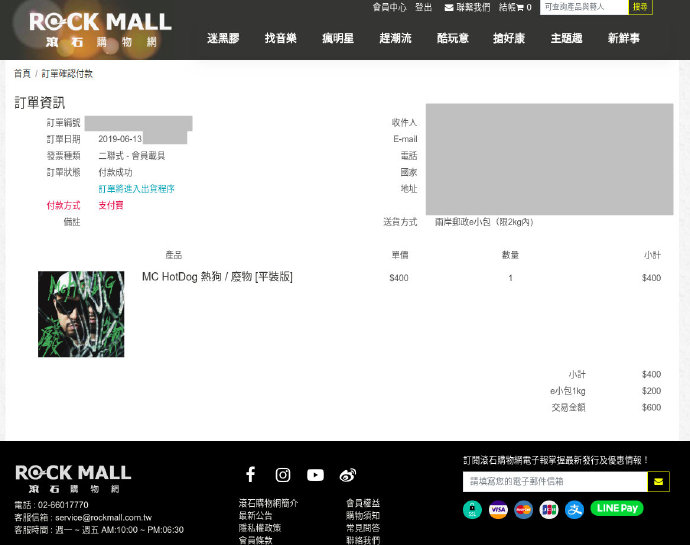 ROCK MALL
滾石購物網
會員中心 登出 聯繫我們 結帳 0 可查詢產品與藝人 搜尋
迷黑膠 找音樂 瘋明星 趕潮流 酷玩意 搶好康 主題趣 新鮮事
首頁 / 訂單確認付款
訂單資訊
訂單編號
訂單日期 2019-06-13
發票種類 二聯式 - 會員載具
訂單狀態 付款成功
訂單將進入出貨程序
付款方式 支付寶
備註
收件人
E-mail
電話
國家
地址
送貨方式 兩岸郵政e小包（限2kg內）
產品 單價 數量 小計
MC HotDog 熱狗 / 廢物 [平裝版] $400 1 $400
小計 $400
e小包1kg $200
交易金額 $600
ROCK MALL
滾石購物網
電話 : 02-66017770
客服信箱 : service@rockmall.com.tw
客服時間 : 週一 ~ 週五 AM:10:00 ~ PM:06:30
滾石購物網簡介
最新公告
隱私權政策
會員條款
會員權益
購物須知
常見問答
聯絡我們
訂閱滾石購物網電子報掌握最新發行及優惠情報！
請填寫您的電子郵件信箱
VISA
JCB
支
LINE Pay